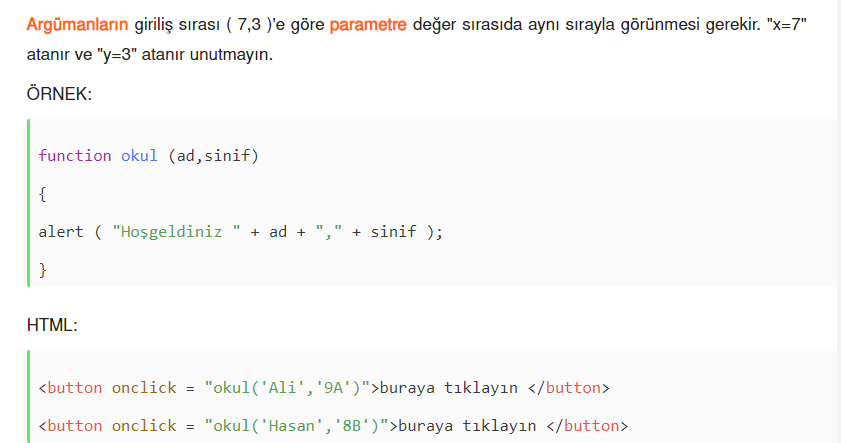 Argümanların giriliş sırası ( 7,3 )'e göre parametre değer sırasıda aynı sırayla görünmesi gerekir. "x=7"
atanır ve "y=3" atanır unutmayın.
ÖRNEK:
function okul (ad,sinif)
{
alert ( "Hoşgeldiniz " + ad + "," + sinif );
}
HTML:
<button onclick = "okul('Ali','9A')">buraya tıklayın </button>
<button onclick = "okul('Hasan','8B')">buraya tıklayın </button>